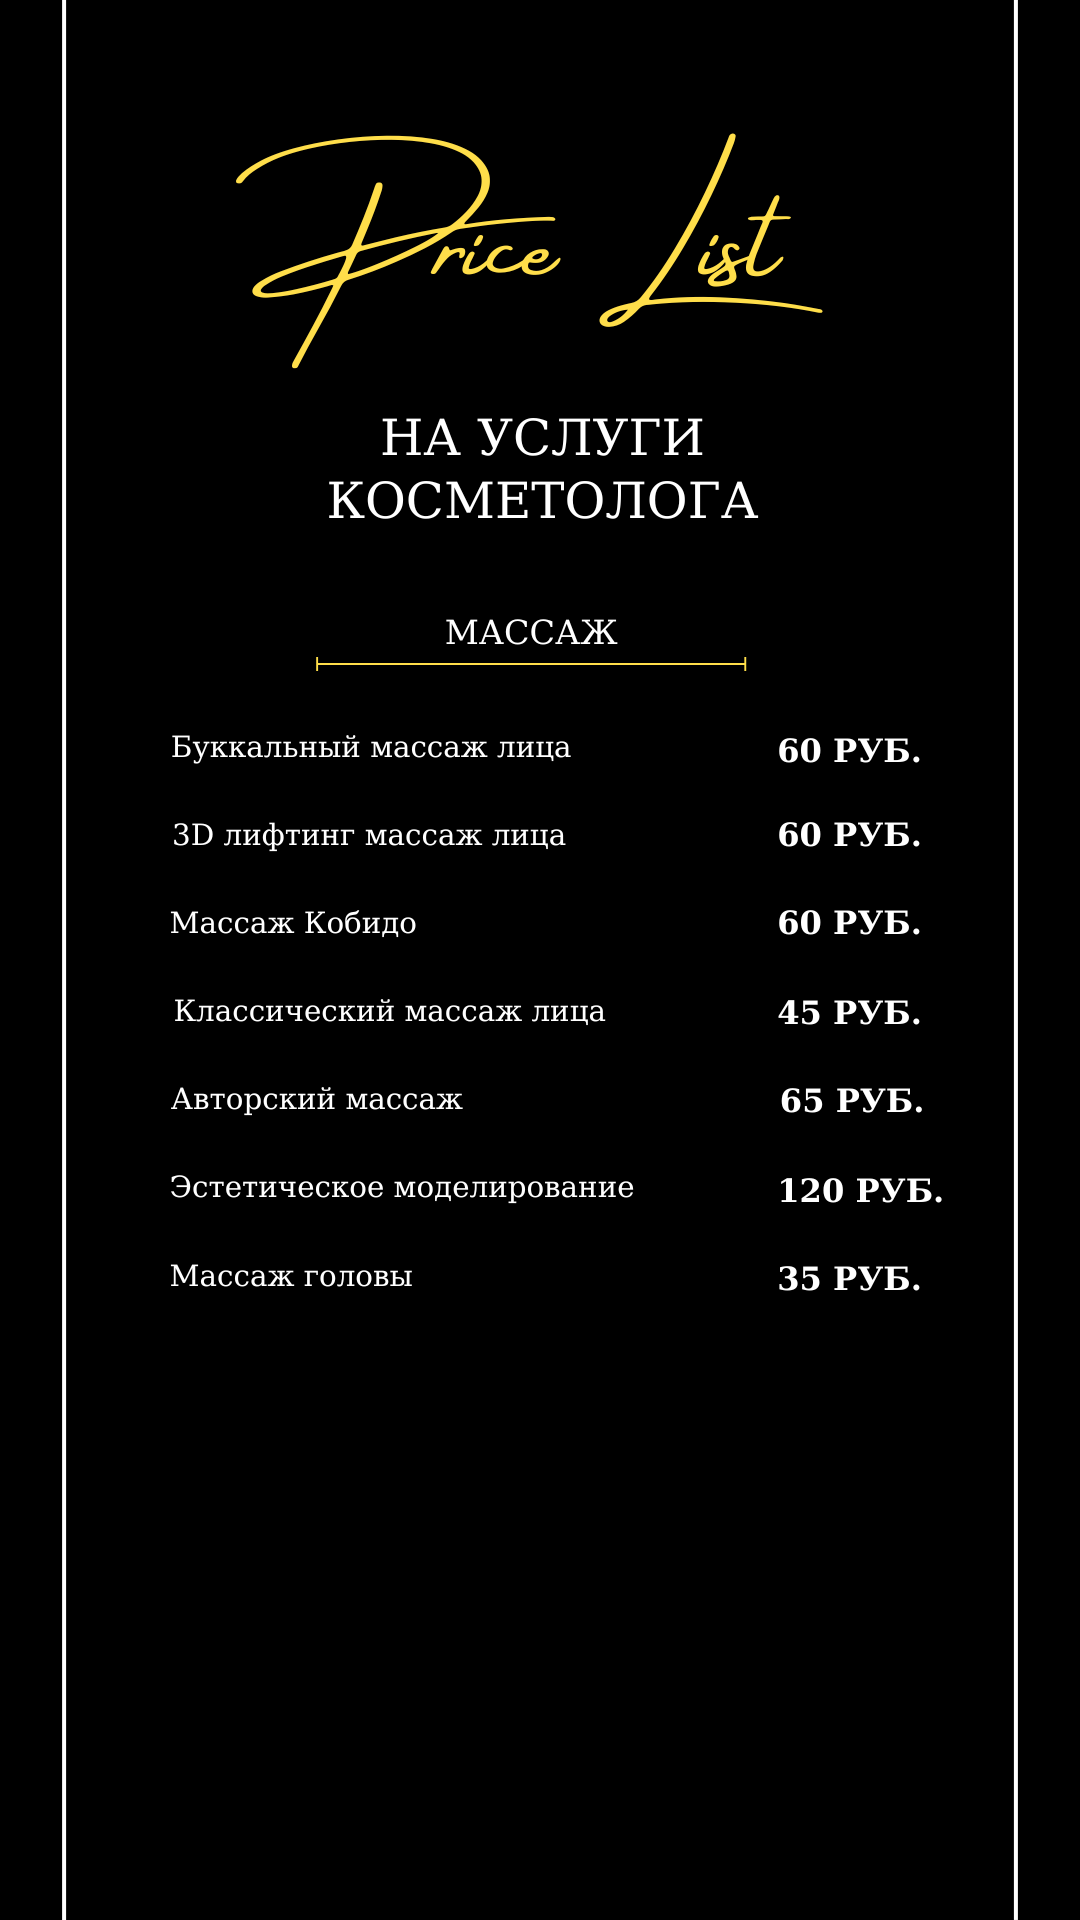 Price List
НА УСЛУГИ
КОСМЕТОЛОГА
МАССАЖ
Буккальный массаж лица 60 РУБ.
3D лифтинг массаж лица 60 РУБ.
Массаж Кобидо 60 РУБ.
Классический массаж лица 45 РУБ.
Авторский массаж 65 РУБ.
Эстетическое моделирование 120 РУБ.
Массаж головы 35 РУБ.